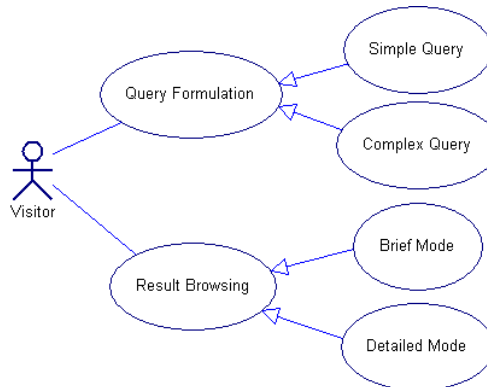 Simple Query
Query Formulation
Complex Query
Visitor
Brief Mode
Result Browsing
Detailed Mode